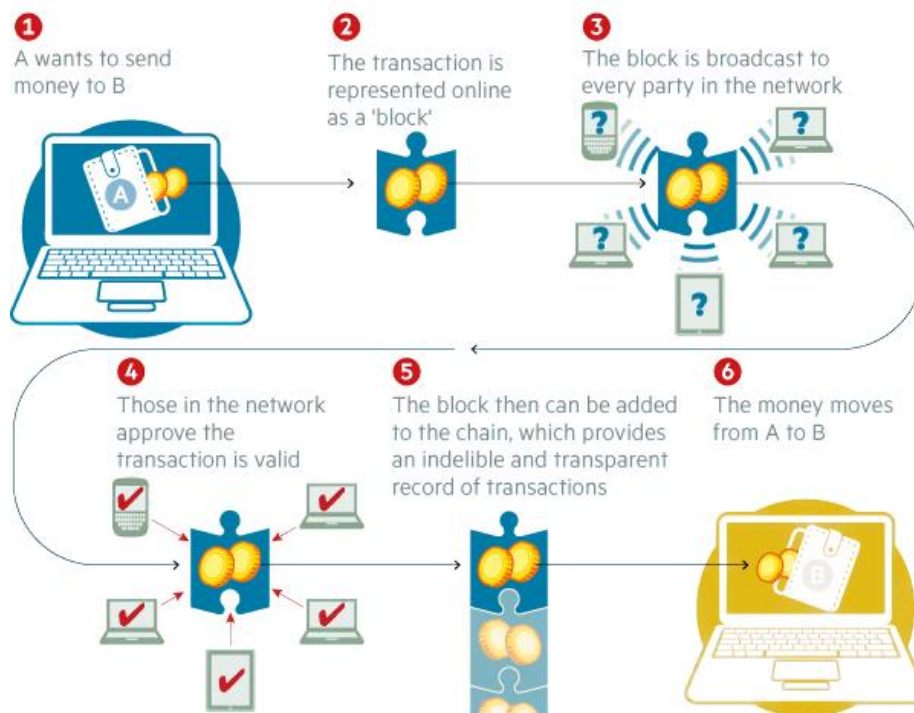 1
A wants to send
money to B
2
The transaction is
represented online
as a 'block'
3
The block is broadcast to
every party in the network
A
?
?
?
?
?
4
Those in the network
approve the
transaction is valid
5
The block then can be added
to the chain, which provides
an indelible and transparent
record of transactions
6
The money moves
from A to B
B